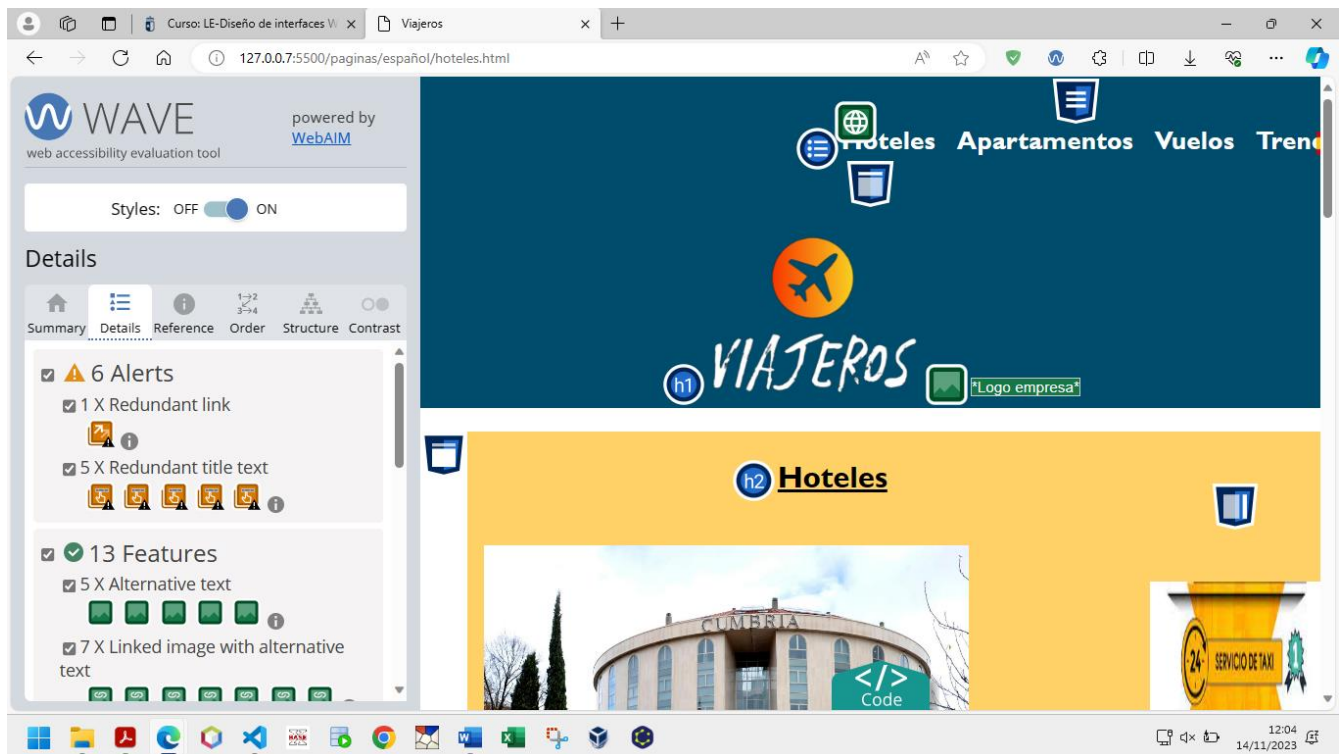 Curso: LE-Diseño de interfaces W
Viajeros
127.0.0.7:5500/paginas/español/hoteles.html
WAVE
web accessibility evaluation tool
powered by
WebAIM
Styles: OFF ON
Details
Summary Details Reference Order Structure Contrast
6 Alerts
1 X Redundant link
5 X Redundant title text
13 Features
5 X Alternative text
7 X Linked image with alternative
text
Hoteles Apartamentos Vuelos Tren
VIAJEROS
h1
*Logo empresa*
h2 Hoteles
CUMBRIA
</>
Code
24
SERVICIO DE TAXI
1
12:04
14/11/2023